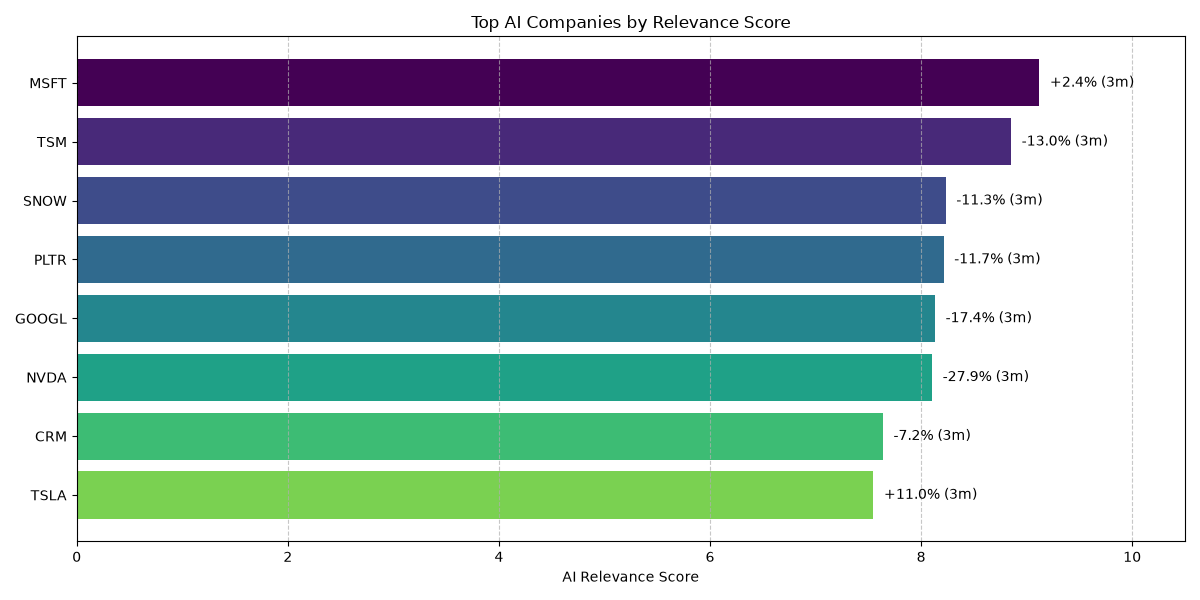 Top AI Companies by Relevance Score
MSFT +2.4% (3m)
TSM -13.0% (3m)
SNOW -11.3% (3m)
PLTR -11.7% (3m)
GOOGL -17.4% (3m)
NVDA -27.9% (3m)
CRM -7.2% (3m)
TSLA +11.0% (3m)
0 2 4 6 8 10
AI Relevance Score